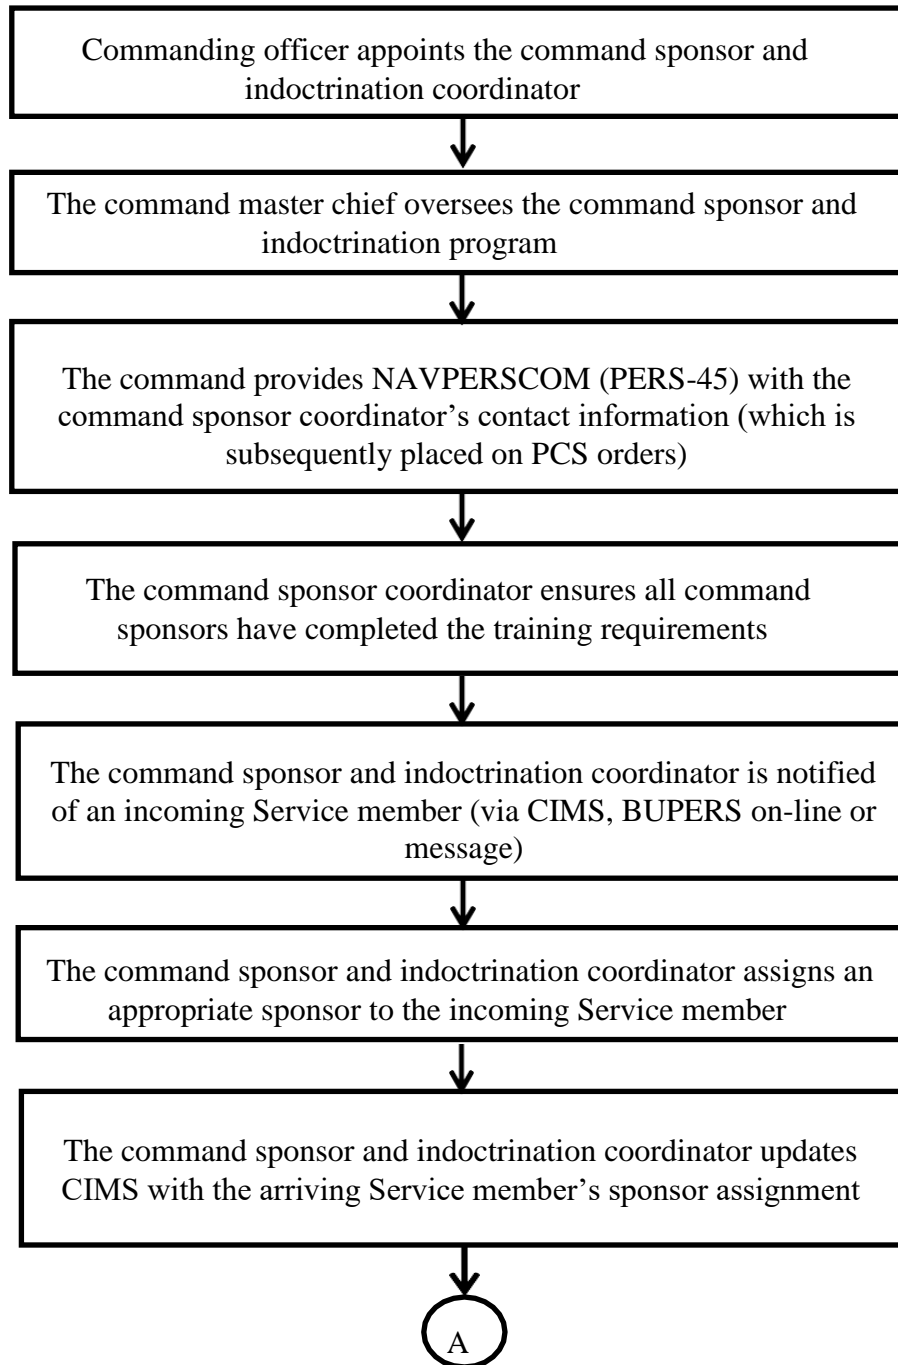 Commanding officer appoints the command sponsor and
indoctrination coordinator
The command master chief oversees the command sponsor and
indoctrination program
The command provides NAVPERSCOM (PERS-45) with the
command sponsor coordinator’s contact information (which is
subsequently placed on PCS orders)
The command sponsor coordinator ensures all command
sponsors have completed the training requirements
The command sponsor and indoctrination coordinator is notified
of an incoming Service member (via CIMS, BUPERS on-line or
message)
The command sponsor and indoctrination coordinator assigns an
appropriate sponsor to the incoming Service member
The command sponsor and indoctrination coordinator updates
CIMS with the arriving Service member’s sponsor assignment
A